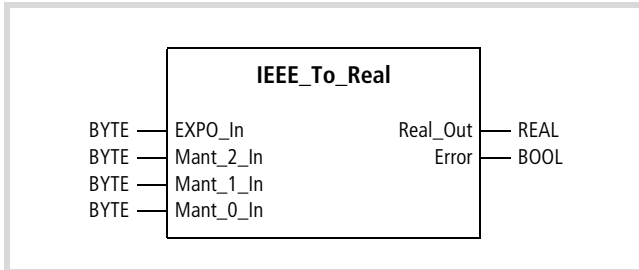 IEEE_To_Real
BYTE EXPO_In Real_Out REAL
BYTE Mant_2_In Error BOOL
BYTE Mant_1_In
BYTE Mant_0_In